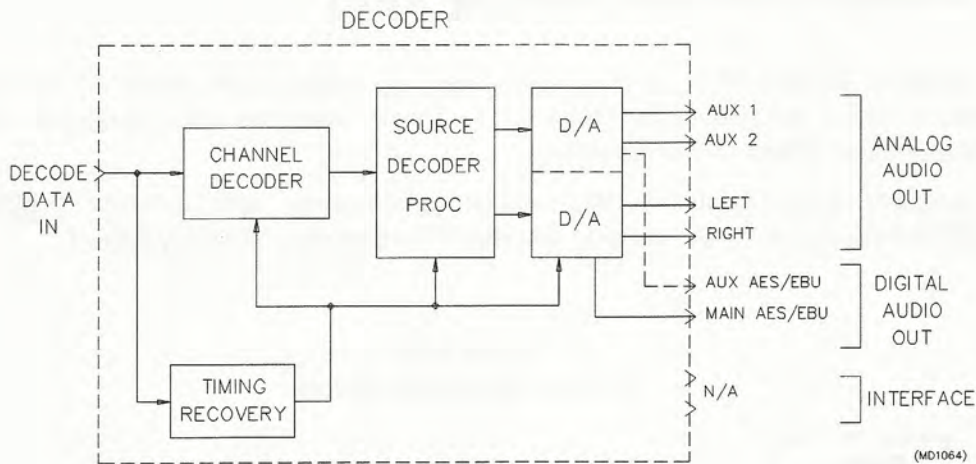 DECODER
DECODE
DATA
IN
CHANNEL
DECODER
SOURCE
DECODER
PROC
D/A
D/A
TIMING
RECOVERY
AUX 1
AUX 2
LEFT
RIGHT
AUX AES/EBU
MAIN AES/EBU
N/A
ANALOG
AUDIO
OUT
DIGITAL
AUDIO
OUT
INTERFACE
(MD1064)